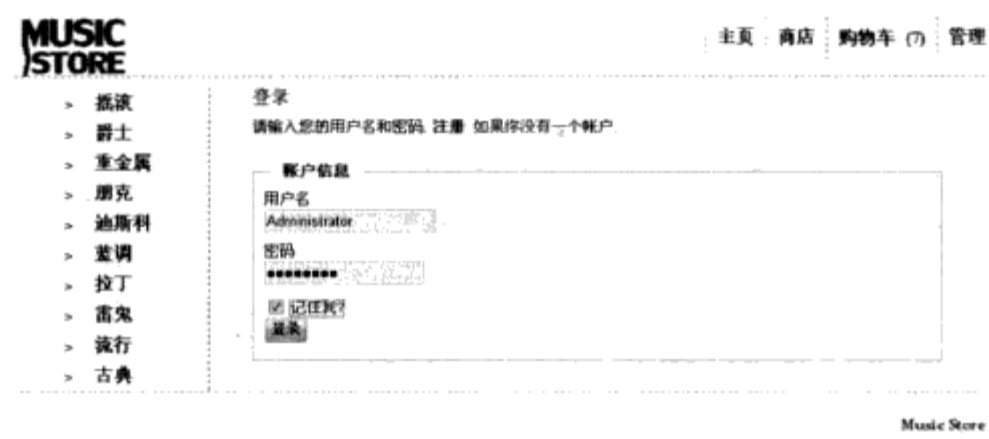 MUSIC
STORE
主页 商店 购物车 (7) 管理
> 摇滚
> 爵士
> 重金属
> 朋克
> 迪斯科
> 蓝调
> 拉丁
> 雷鬼
> 流行
> 古典
登录
请输入您的用户名和密码. 注册 如果你没有一个帐户.
帐户信息
用户名
Administrator
密码
••••••••
记住我?
登录
Music Store